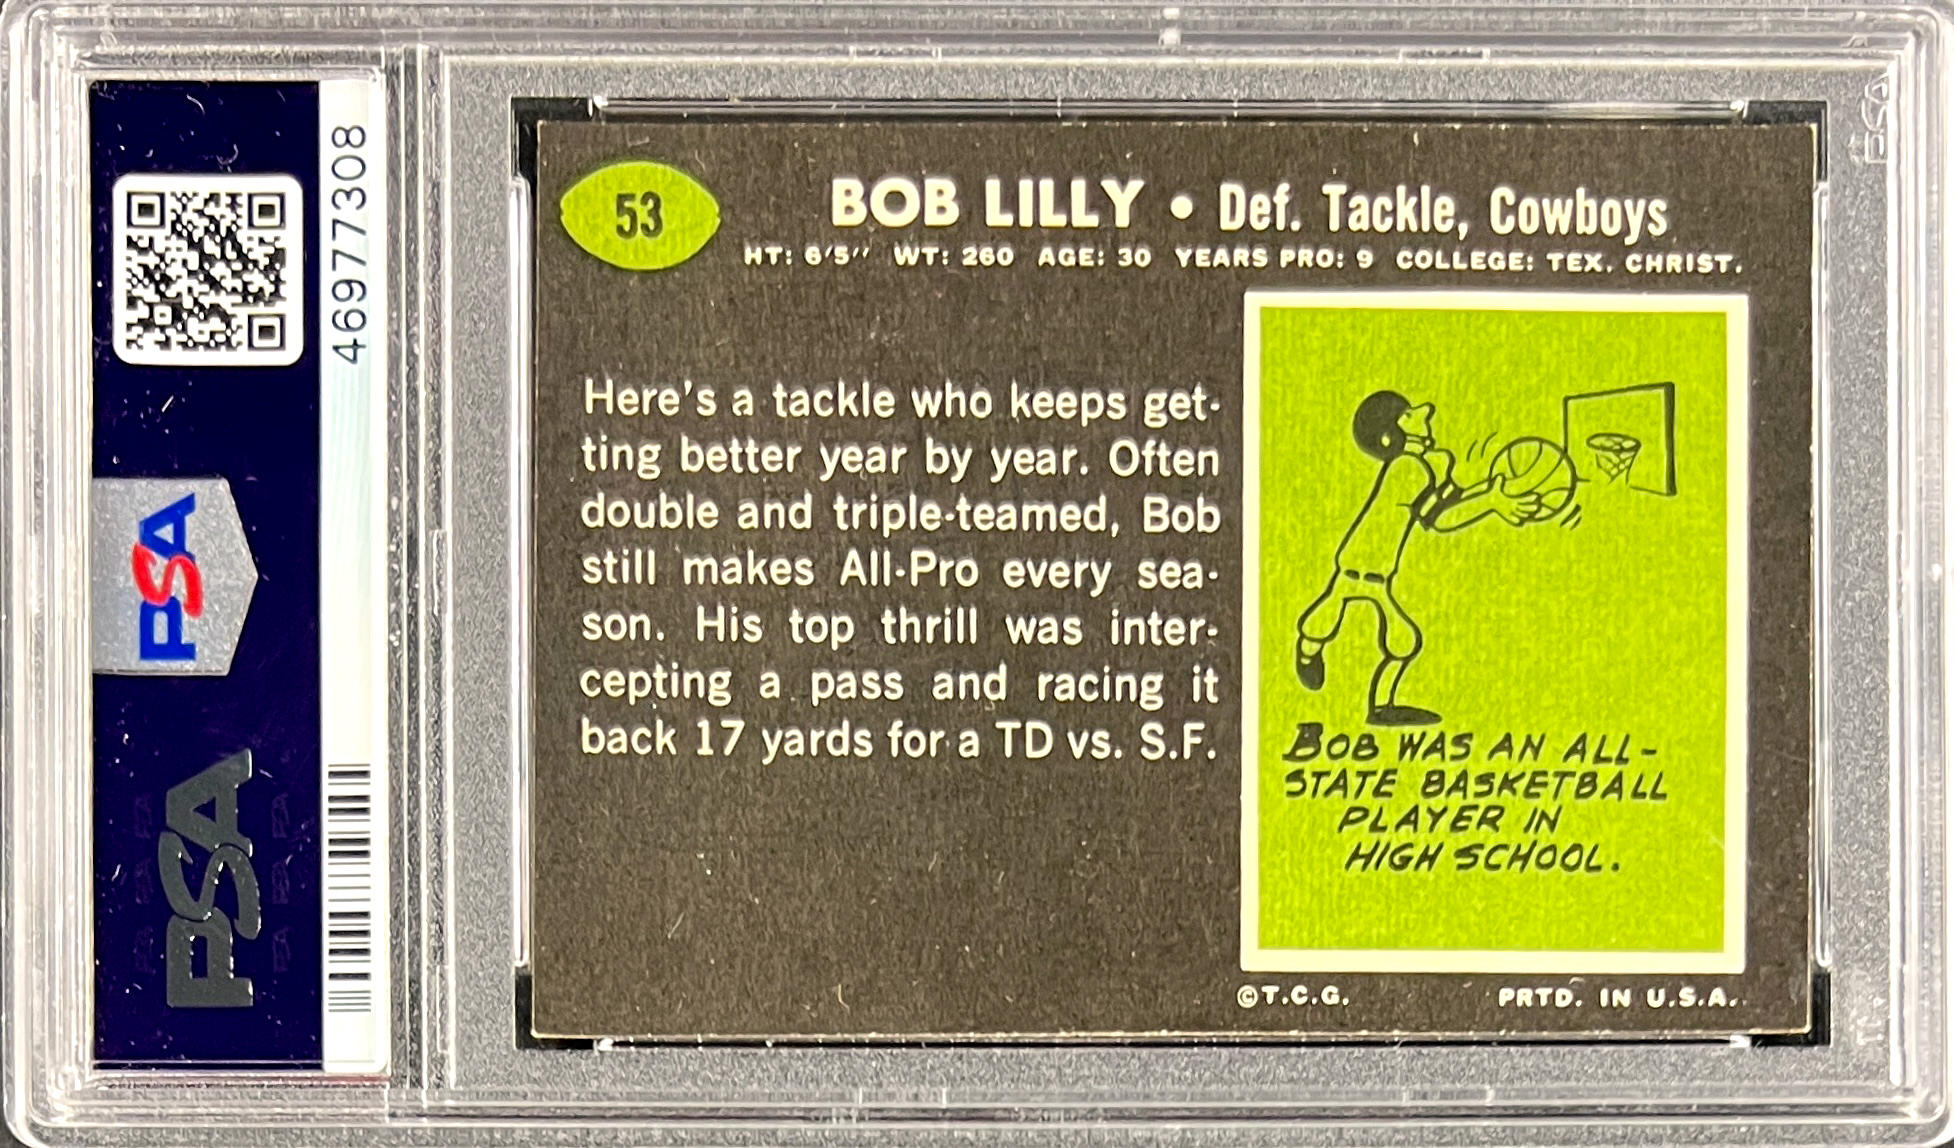 46977308
PSA
PSA
53
BOB LILLY • Def. Tackle, Cowboys
HT: 6'5'' WT: 260 AGE: 30 YEARS PRO: 9 COLLEGE: TEX. CHRIST.
Here's a tackle who keeps get-
ting better year by year. Often
double and triple-teamed, Bob
still makes All-Pro every sea-
son. His top thrill was inter-
cepting a pass and racing it
back 17 yards for a TD vs. S.F.
BOB WAS AN ALL-
STATE BASKETBALL
PLAYER IN
HIGH SCHOOL.
©T.C.G. PRTD. IN U.S.A.
PSA